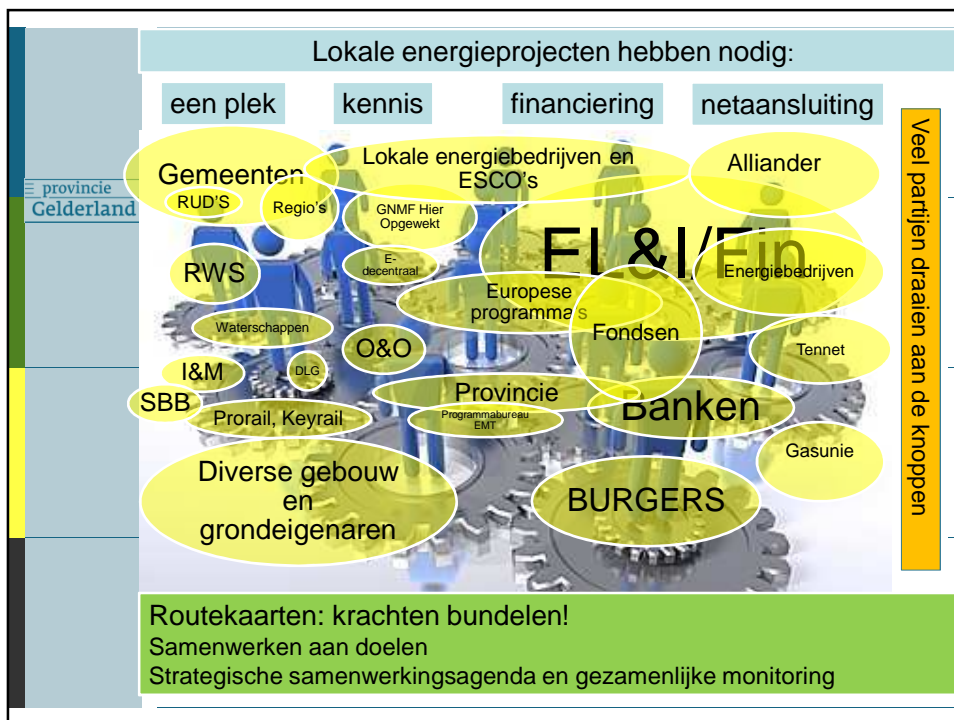 Lokale energieprojecten hebben nodig:
een plek
kennis
financiering
netaansluiting
Veel partijen draaien aan de knoppen
provincie
Gelderland
Gemeenten
RUD'S
Regio's
Lokale energiebedrijven en
ESCO's
Alliander
GNMF Hier
Opgewekt
EL&I/Fin
RWS
E-
decentraal
Energiebedrijven
Europese
programma's
Fondsen
Waterschappen
O&O
Tennet
I&M
DLG
SBB
Provincie
Banken
Prorail, Keyrail
Programmabureau
EMT
Gasunie
Diverse gebouw
en
grondeigenaren
BURGERS
Routekaarten: krachten bundelen!
Samenwerken aan doelen
Strategische samenwerkingsagenda en gezamenlijke monitoring